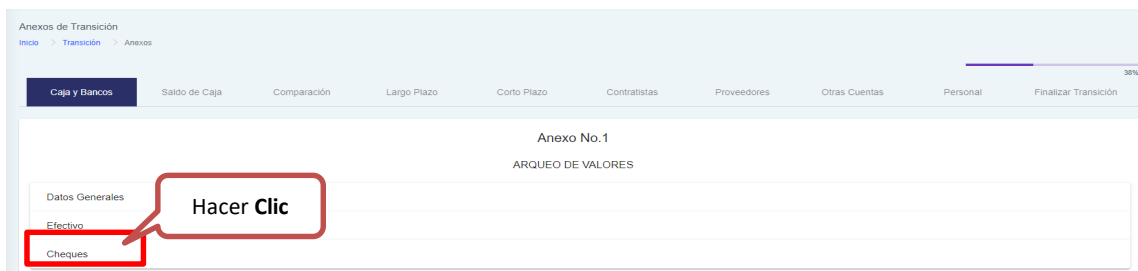 Anexos de Transición
Inicio > Transición > Anexos
38%
Caja y Bancos Saldo de Caja Comparación Largo Plazo Corto Plazo Contratistas Proveedores Otras Cuentas Personal Finalizar Transición
Anexo No.1
ARQUEO DE VALORES
Datos Generales
Hacer Clic
Efectivo
Cheques